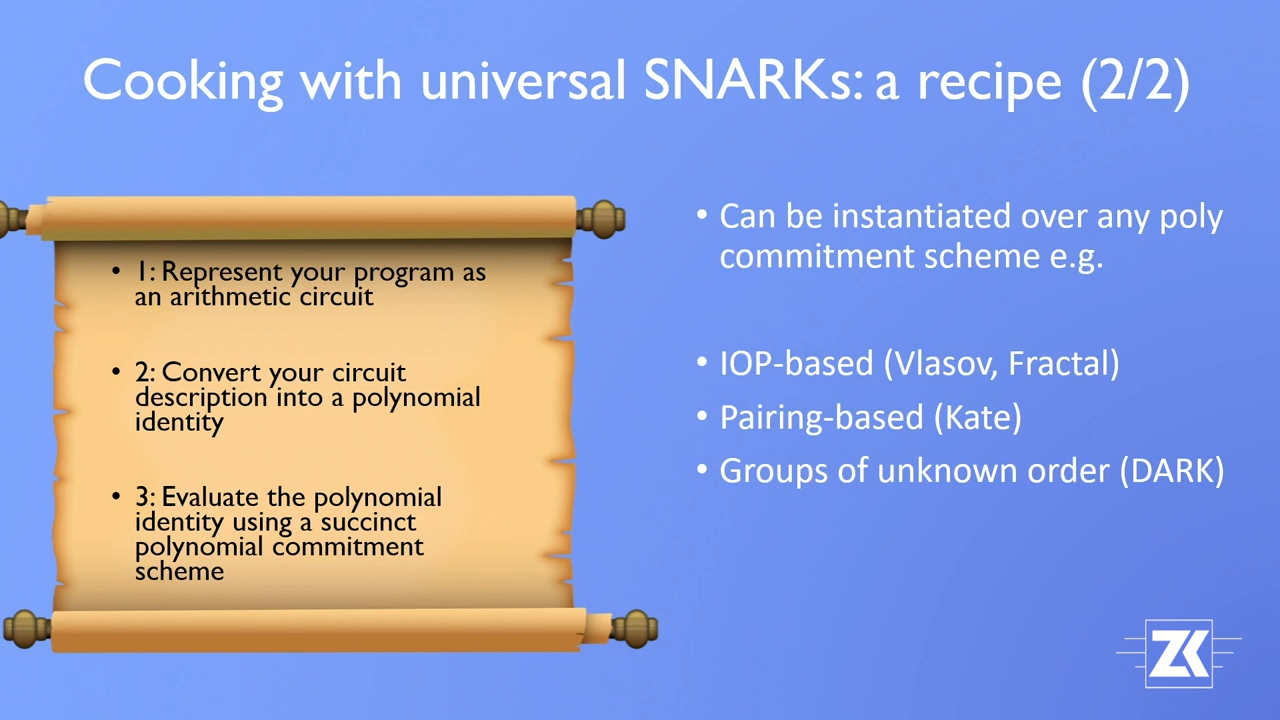 Cooking with universal SNARKs: a recipe (2/2)
• 1: Represent your program as
an arithmetic circuit
• 2: Convert your circuit
description into a polynomial
identity
• 3: Evaluate the polynomial
identity using a succinct
polynomial commitment
scheme
• Can be instantiated over any poly
commitment scheme e.g.
• IOP-based (Vlasov, Fractal)
• Pairing-based (Kate)
• Groups of unknown order (DARK)
ZK